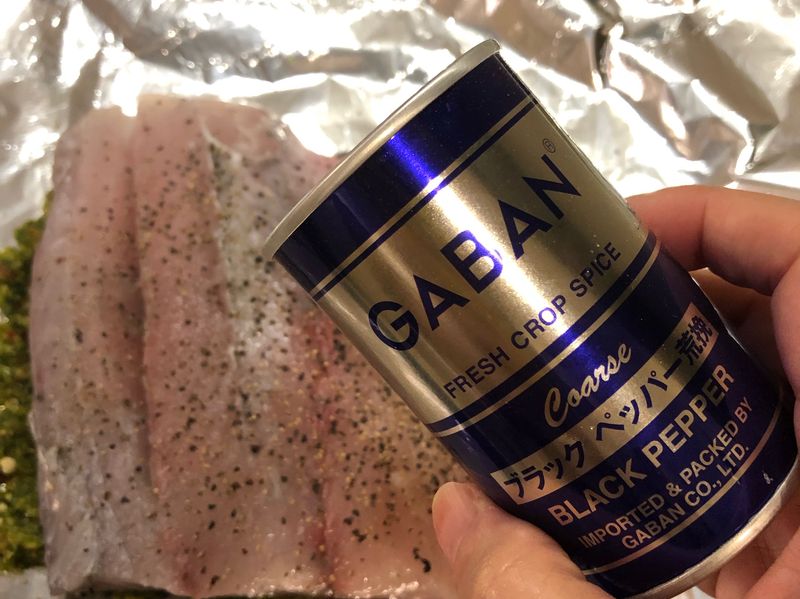 GABAN®
FRESH CROP SPICE
Coarse
ブラック ペッパー荒挽
BLACK PEPPER
IMPORTED & PACKED BY
GABAN CO., LTD.